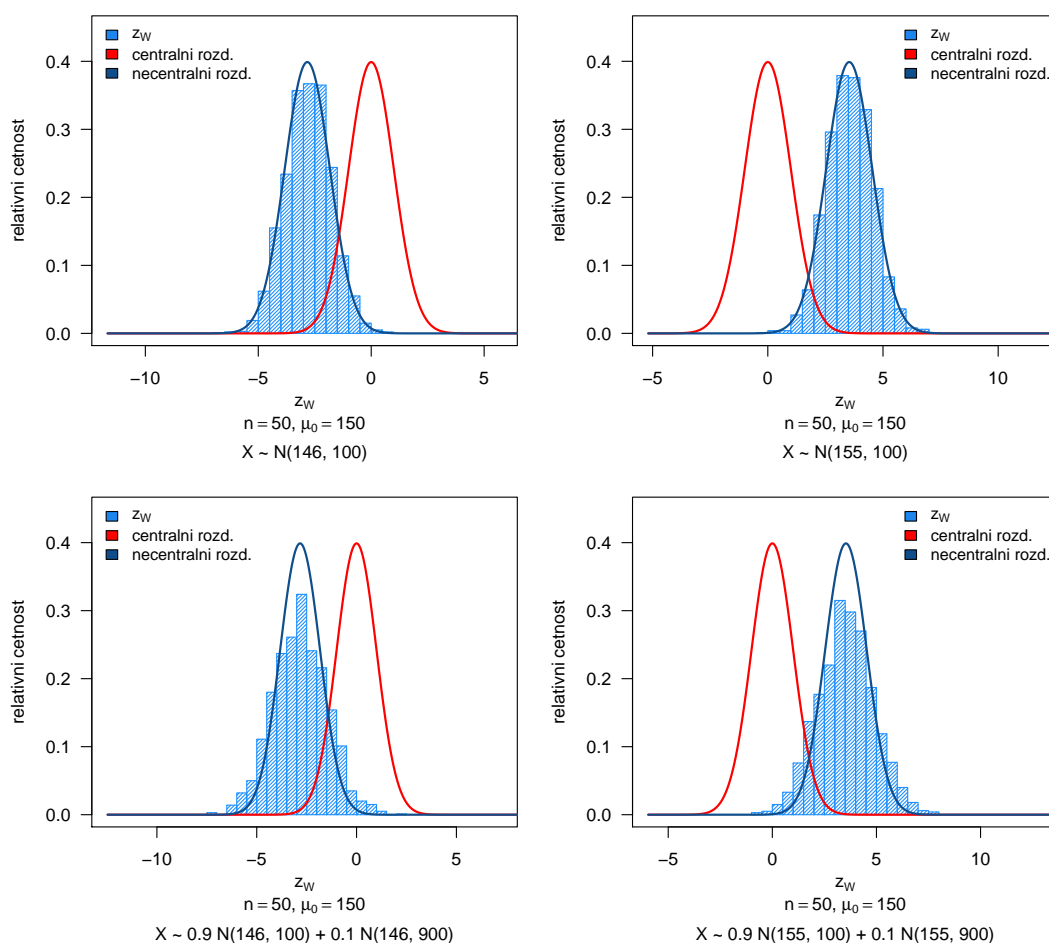 z_W
centralni rozd.
necentralni rozd.
relativni cetnost
0.4
0.3
0.2
0.1
0.0
−10
−5
0
5
z_W
n = 50, μ₀ = 150
X ~ N(146, 100)
z_W
centralni rozd.
necentralni rozd.
relativni cetnost
0.4
0.3
0.2
0.1
0.0
−5
0
5
10
z_W
n = 50, μ₀ = 150
X ~ N(155, 100)
z_W
centralni rozd.
necentralni rozd.
relativni cetnost
0.4
0.3
0.2
0.1
0.0
−10
−5
0
5
z_W
n = 50, μ₀ = 150
X ~ 0.9 N(146, 100) + 0.1 N(146, 900)
z_W
centralni rozd.
necentralni rozd.
relativni cetnost
0.4
0.3
0.2
0.1
0.0
−5
0
5
10
z_W
n = 50, μ₀ = 150
X ~ 0.9 N(155, 100) + 0.1 N(155, 900)